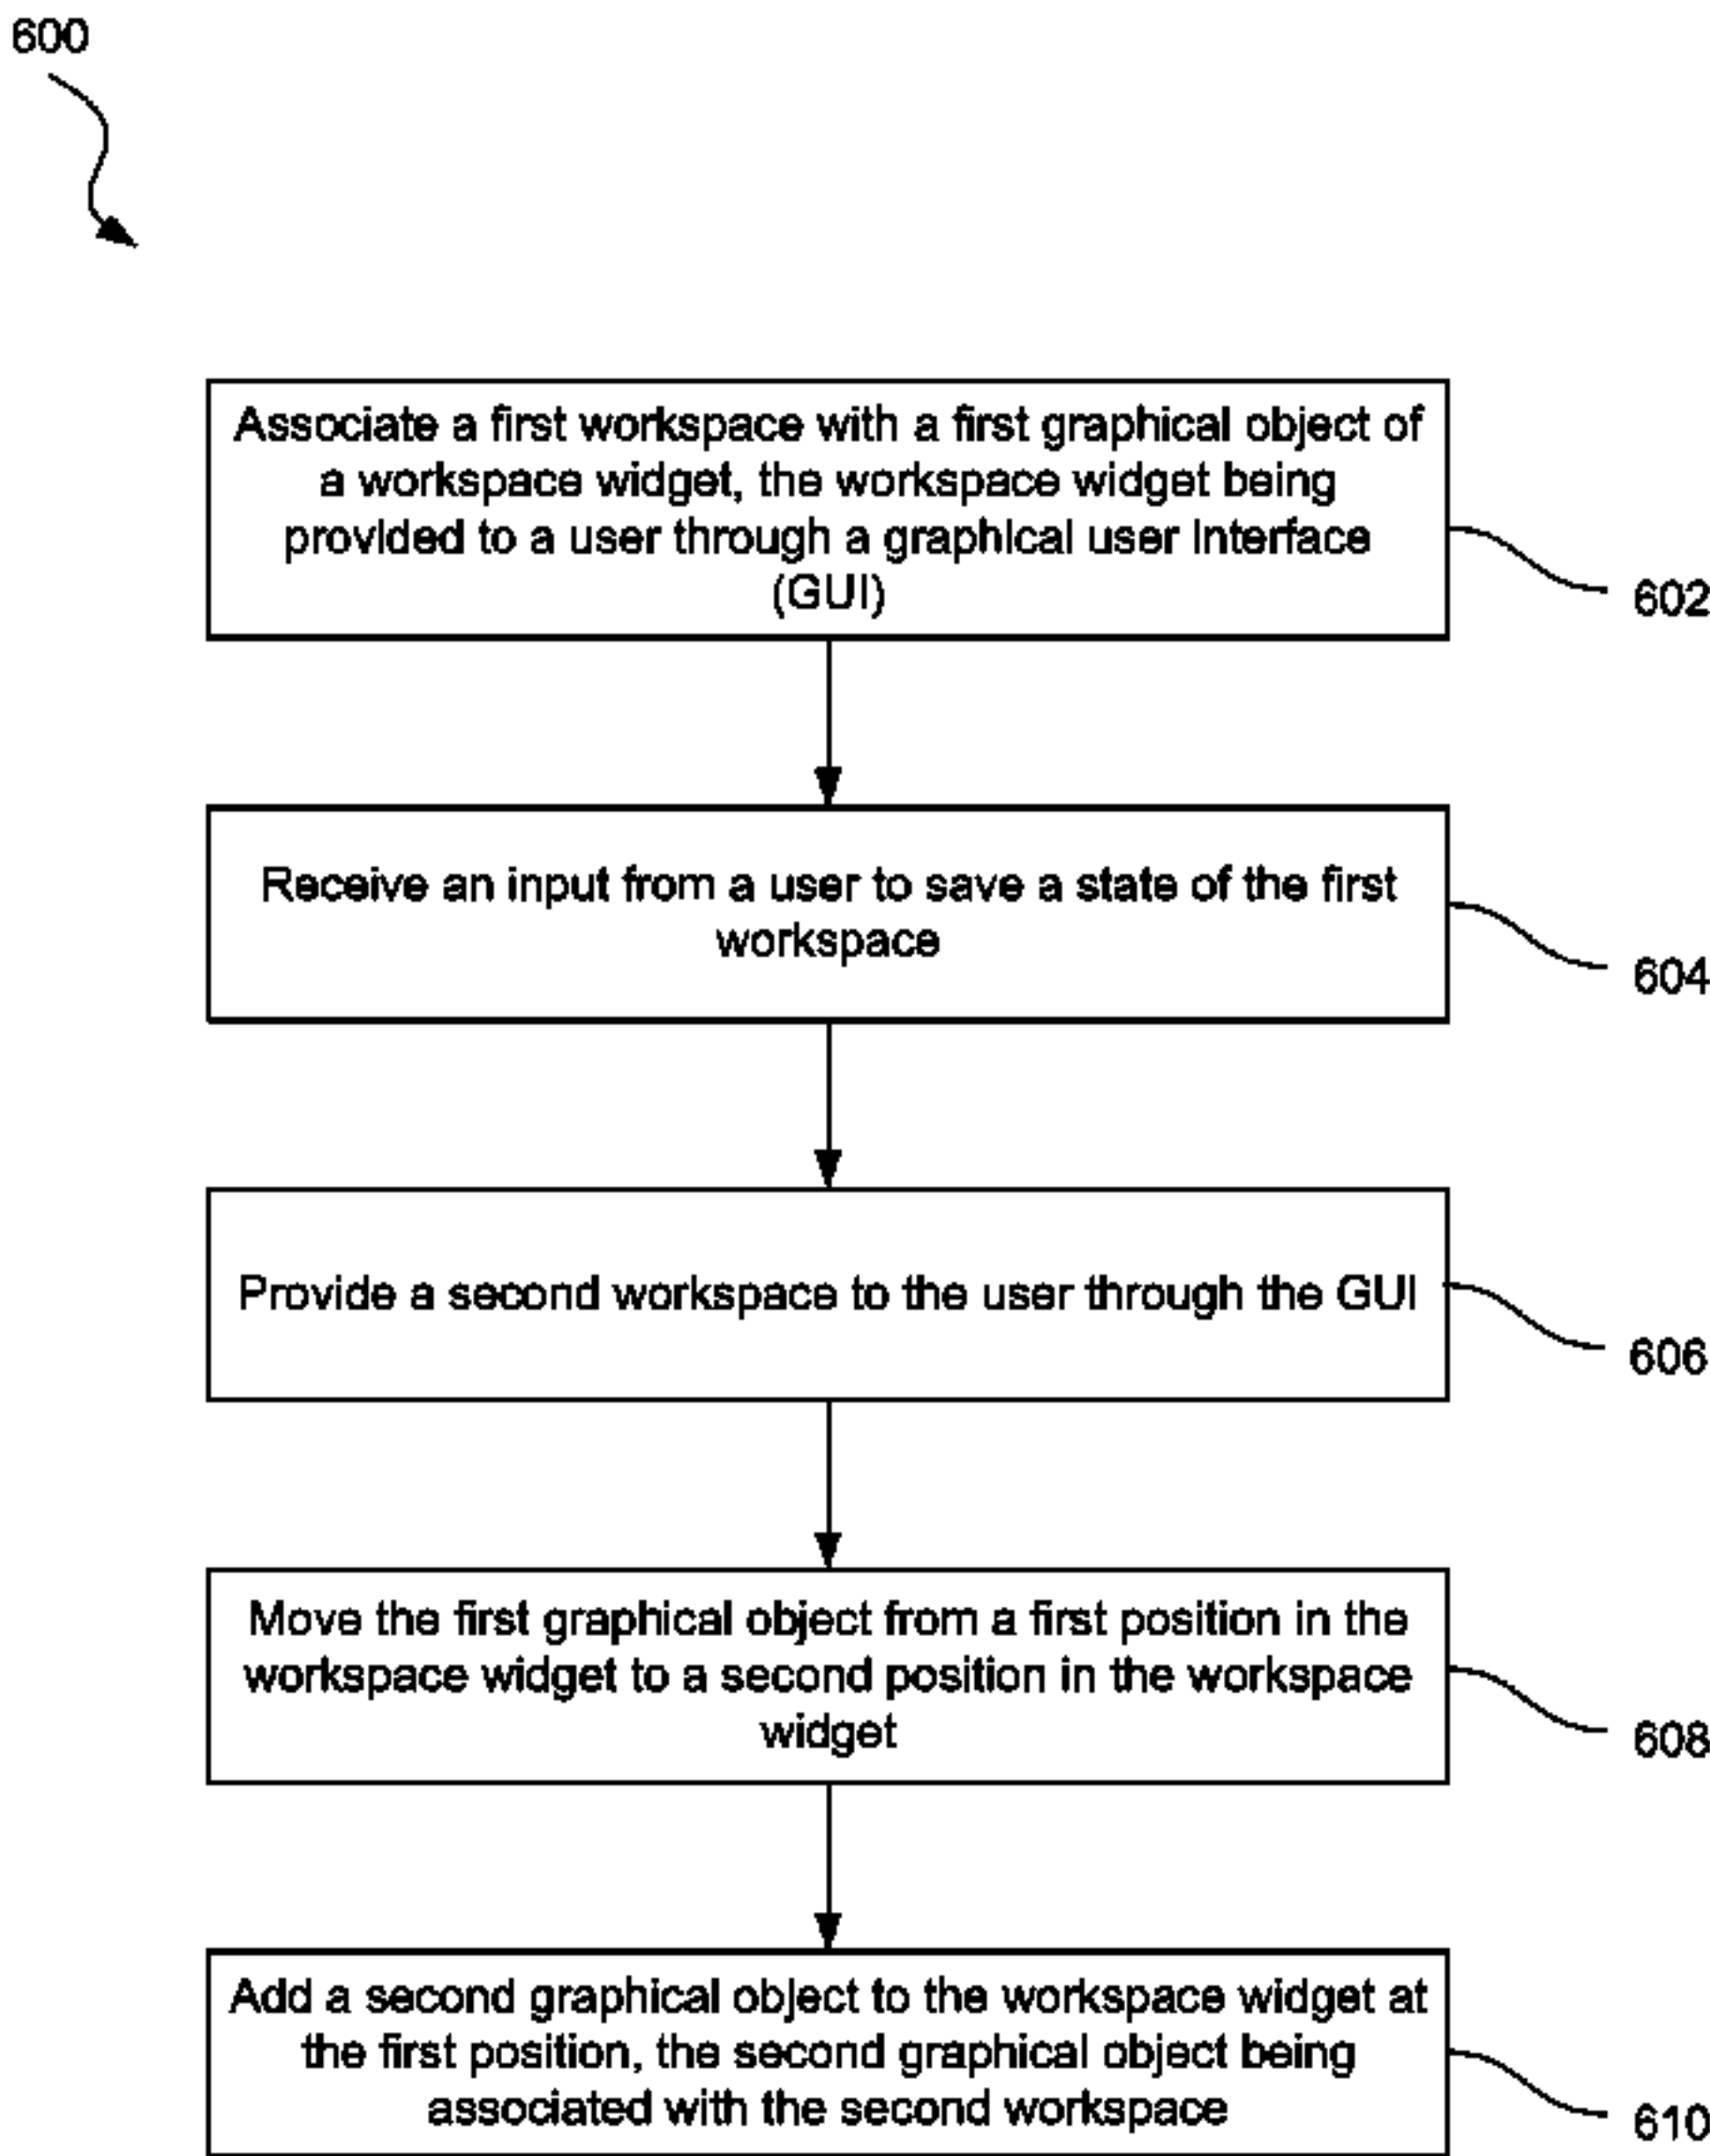 600
Associate a first workspace with a first graphical object of
a workspace widget, the workspace widget being
provided to a user through a graphical user interface
(GUI)
602
Receive an input from a user to save a state of the first
workspace
604
Provide a second workspace to the user through the GUI
606
Move the first graphical object from a first position in the
workspace widget to a second position in the workspace
widget
608
Add a second graphical object to the workspace widget at
the first position, the second graphical object being
associated with the second workspace
610